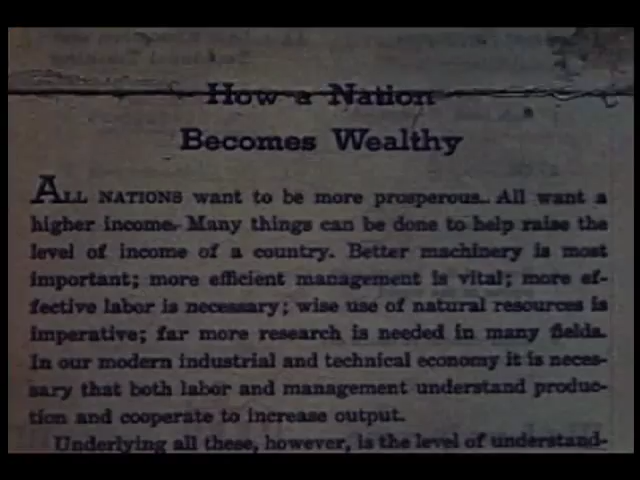 How a Nation
Becomes Wealthy
ALL NATIONS want to be more prosperous. All want a
higher income. Many things can be done to help raise the
level of income of a country. Better machinery is most
important; more efficient management is vital; more ef-
fective labor is necessary; wise use of natural resources is
imperative; far more research is needed in many fields.
In our modern industrial and technical economy it is neces-
sary that both labor and management understand produc-
tion and cooperate to increase output.
Underlying all these, however, is the level of understand-